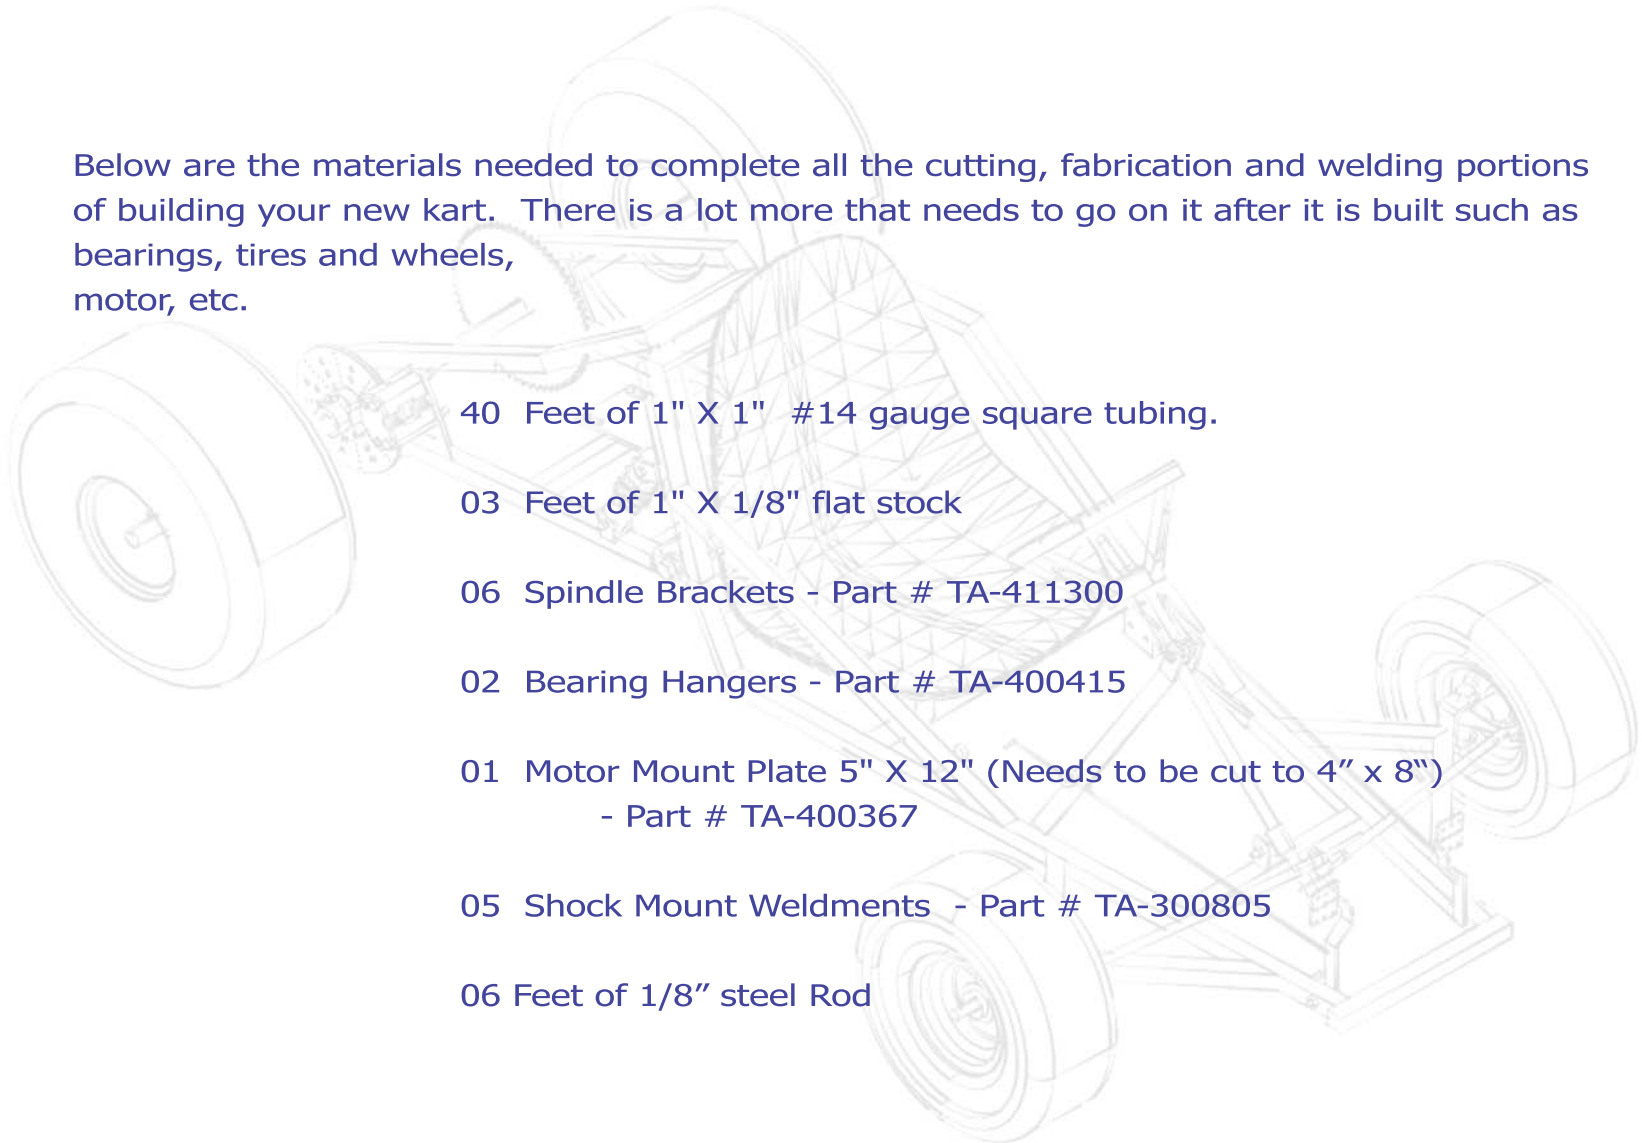 Below are the materials needed to complete all the cutting, fabrication and welding portions
of building your new kart.  There is a lot more that needs to go on it after it is built such as
bearings, tires and wheels,
motor, etc.
40  Feet of 1" X 1"  #14 gauge square tubing.
03  Feet of 1" X 1/8" flat stock
06  Spindle Brackets - Part # TA-411300
02  Bearing Hangers - Part # TA-400415
01  Motor Mount Plate 5" X 12" (Needs to be cut to 4” x 8“)
- Part # TA-400367
05  Shock Mount Weldments  - Part # TA-300805
06 Feet of 1/8” steel Rod